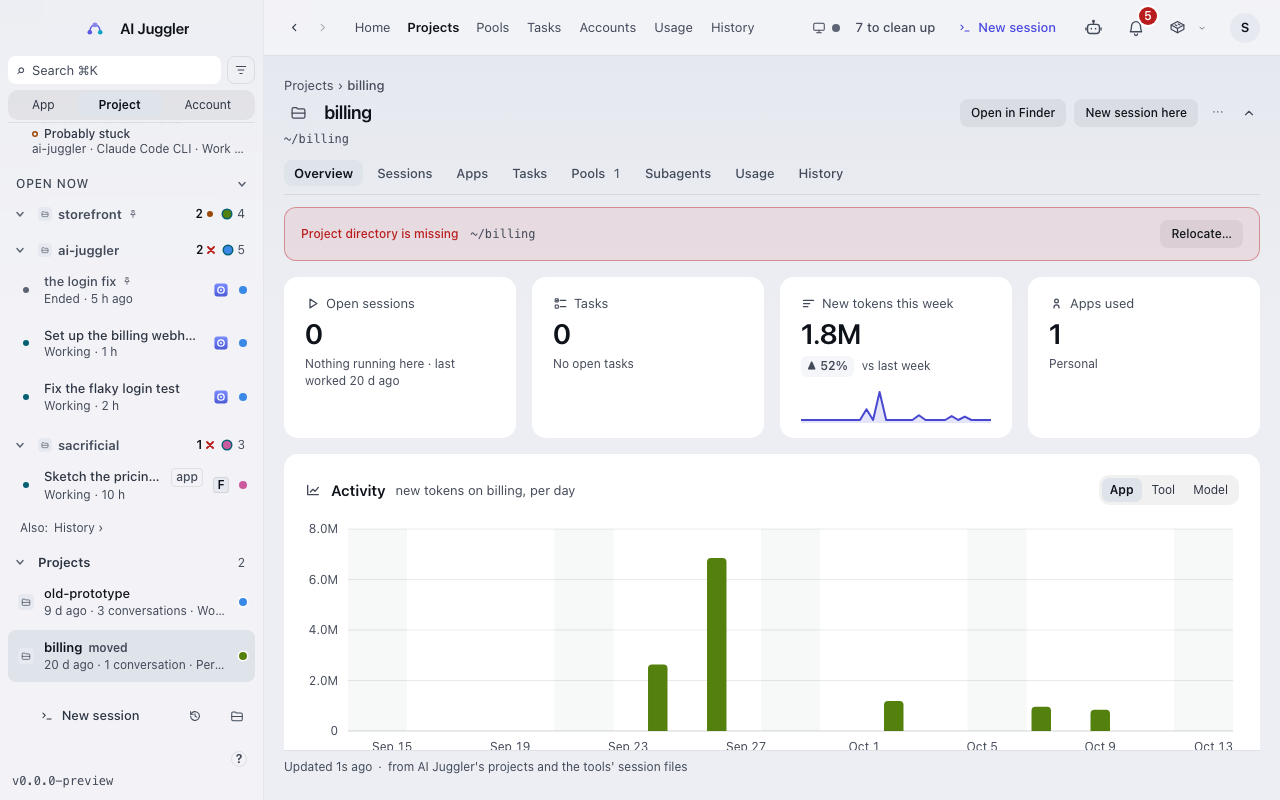 AI Juggler
Search ⌘K
App Project Account
Probably stuck
ai-juggler · Claude Code CLI · Work ...
OPEN NOW
storefront 2 4
ai-juggler 2 5
the login fix
Ended · 5 h ago
Set up the billing webh...
Working · 1 h
Fix the flaky login test
Working · 2 h
sacrificial 1 3
Sketch the pricin... app F
Working · 10 h
Also: History ›
Projects 2
old-prototype
9 d ago · 3 conversations · Wo...
billing moved
20 d ago · 1 conversation · Per...
New session
?
v0.0.0-preview
Home Projects Pools Tasks Accounts Usage History
7 to clean up
New session
5
S
Projects › billing
billing
Open in Finder New session here ...
~/billing
Overview Sessions Apps Tasks Pools 1 Subagents Usage History
Project directory is missing ~/billing Relocate...
Open sessions
0
Nothing running here · last
worked 20 d ago
Tasks
0
No open tasks
New tokens this week
1.8M
▲ 52% vs last week
Apps used
1
Personal
Activity new tokens on billing, per day
App Tool Model
8.0M
6.0M
4.0M
2.0M
0
Sep 15 Sep 19 Sep 23 Sep 27 Oct 1 Oct 5 Oct 9 Oct 13
Updated 1s ago · from AI Juggler's projects and the tools' session files